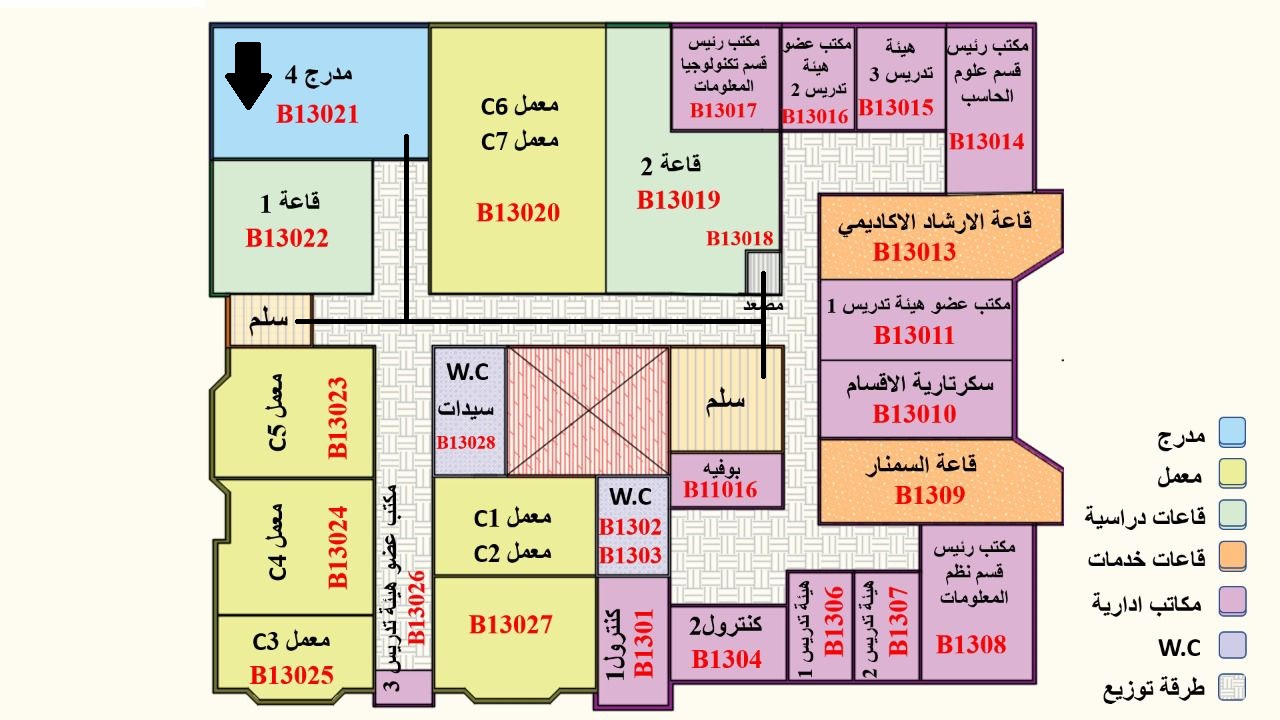 مدرج 4
B13021
معمل C6
معمل C7
B13020
قاعة 2
B13019
B13018
مصعد
مكتب رئيس
قسم تكنولوجيا
المعلومات
B13017
مكتب عضو
هيئة
تدريس 2
B13016
هيئة
تدريس 3
B13015
مكتب رئيس
قسم علوم
الحاسب
B13014
قاعة 1
B13022
قاعة الارشاد الاكاديمي
B13013
مكتب عضو هيئة تدريس 1
B13011
سكرتارية الاقسام
B13010
قاعة السمنار
B1309
سلم
معمل C5
B13023
W.C
سيدات
B13028
سلم
بوفيه
B11016
معمل C4
B13024
مكتب عضو هيئة تدريس 3
B13026
معمل C1
معمل C2
W.C
B1302
B1303
معمل C3
B13025
B13027
كنترول1
B1301
كنترول2
B1304
هيئة تدريس 1
B1306
هيئة تدريس 2
B1307
مكتب رئيس
قسم نظم
المعلومات
B1308
مدرج
معمل
قاعات دراسية
قاعات خدمات
مكاتب ادارية
W.C
طرقة توزيع